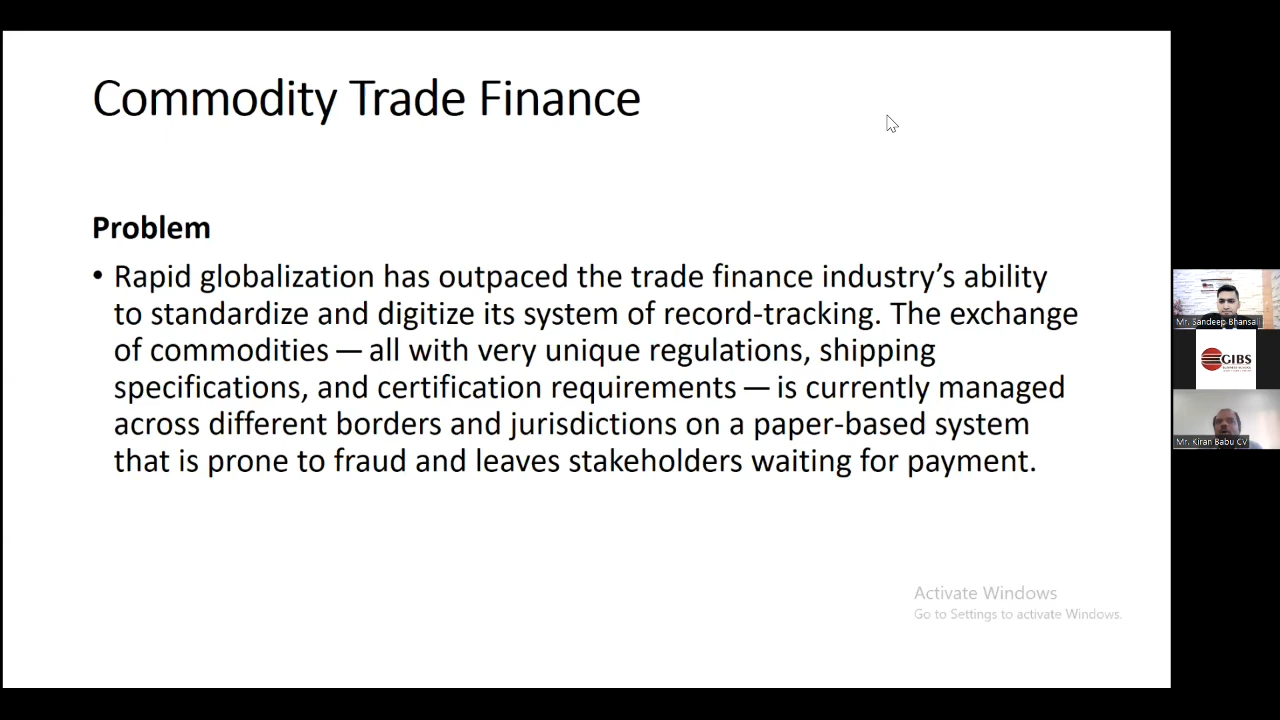 Commodity Trade Finance
Problem
• Rapid globalization has outpaced the trade finance industry’s ability
to standardize and digitize its system of record-tracking. The exchange
of commodities — all with very unique regulations, shipping
specifications, and certification requirements — is currently managed
across different borders and jurisdictions on a paper-based system
that is prone to fraud and leaves stakeholders waiting for payment.
Activate Windows
Go to Settings to activate Windows.
Mr. Sandeep Bhansali
GIBS
Mr. Kiran Babu CV